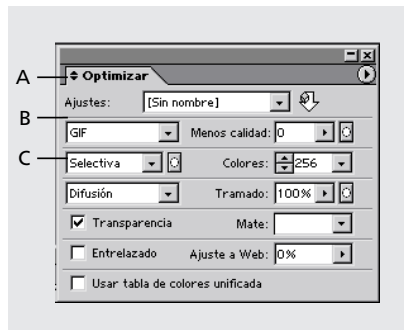 A
Optimizar
Ajustes: [Sin nombre]
B
GIF Menos calidad: 0
C
Selectiva Colores: 256
Difusión Tramado: 100%
Transparencia Mate:
Entrelazado Ajuste a Web: 0%
Usar tabla de colores unificada